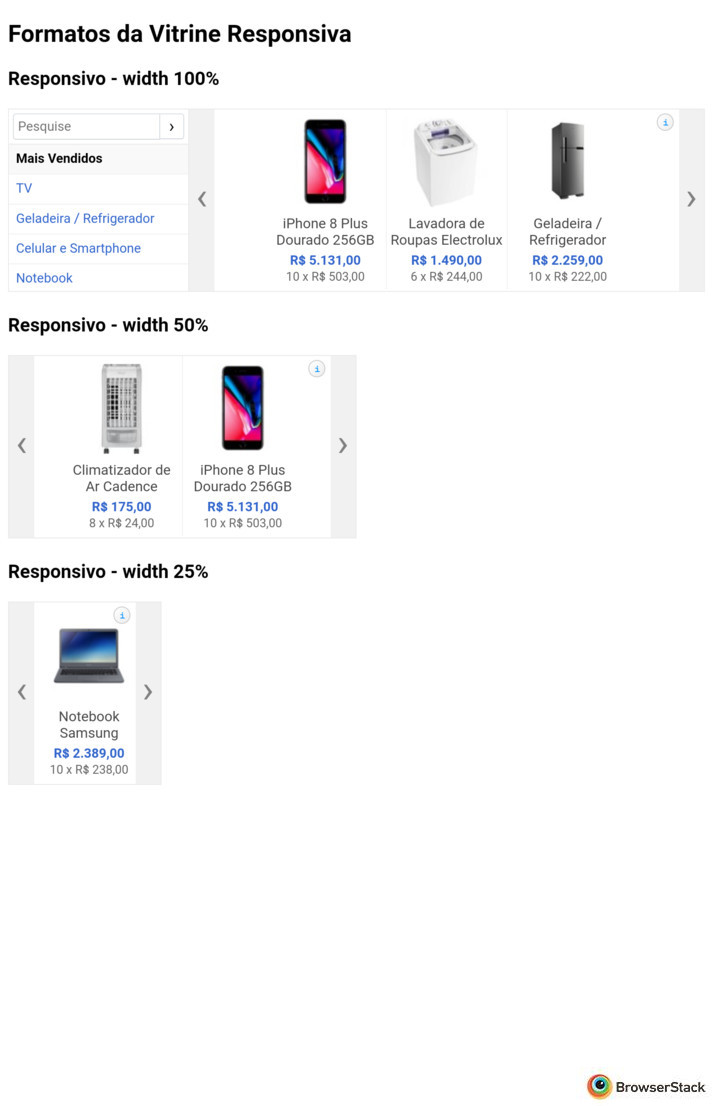 Formatos da Vitrine Responsiva
Responsivo - width 100%
Pesquise
›
Mais Vendidos
TV
Geladeira / Refrigerador
Celular e Smartphone
Notebook
‹
iPhone 8 Plus
Dourado 256GB
R$ 5.131,00
10 x R$ 503,00
Lavadora de
Roupas Electrolux
R$ 1.490,00
6 x R$ 244,00
Geladeira /
Refrigerador
R$ 2.259,00
10 x R$ 222,00
i
›
Responsivo - width 50%
‹
Climatizador de
Ar Cadence
R$ 175,00
8 x R$ 24,00
iPhone 8 Plus
Dourado 256GB
R$ 5.131,00
10 x R$ 503,00
i
›
Responsivo - width 25%
‹
i
Notebook
Samsung
R$ 2.389,00
10 x R$ 238,00
›
BrowserStack